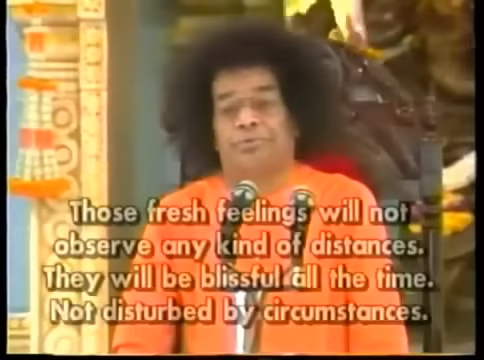 Those fresh feelings will not
observe any kind of distances.
They will be blissful all the time.
Not disturbed by circumstances.